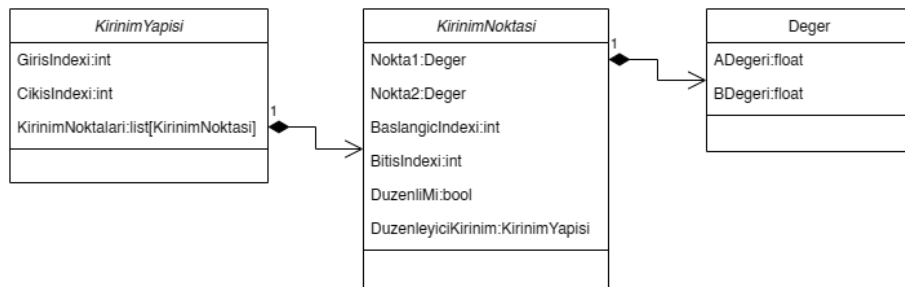 KirinimYapisi
GirisIndexi:int
CikisIndexi:int
KirinimNoktalari:list[KirinimNoktasi]
1
KirinimNoktasi
Nokta1:Deger
Nokta2:Deger
BaslangicIndexi:int
BitisIndexi:int
DuzenliMi:bool
DuzenleyiciKirinim:KirinimYapisi
1
Deger
ADegeri:float
BDegeri:float